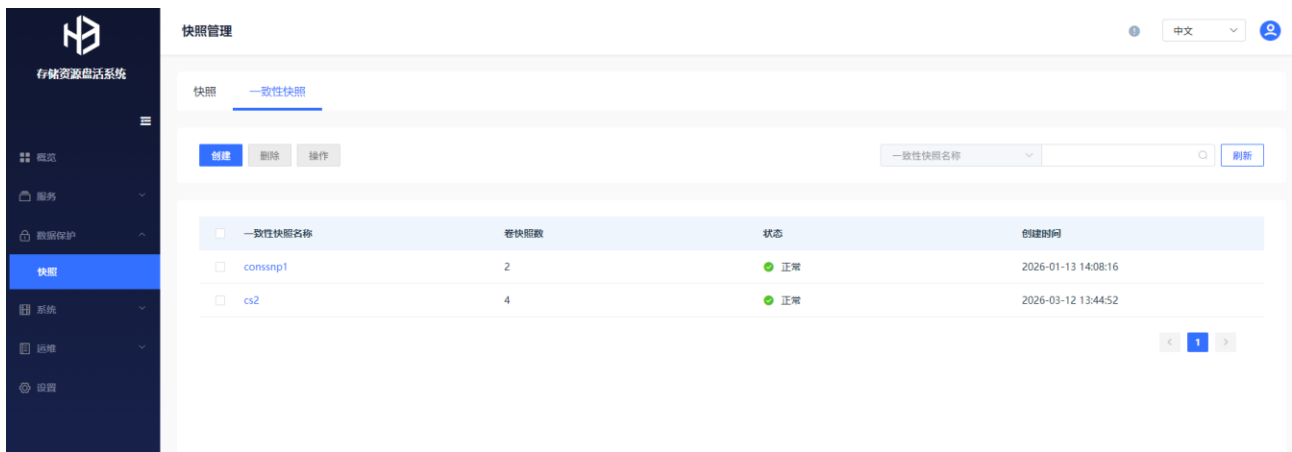 存储资源盘活系统
概览
服务
数据保护
快照
系统
运维
设置
快照管理
中文
快照 一致性快照
创建 删除 操作 一致性快照名称 刷新
一致性快照名称 卷快照数 状态 创建时间
conssnp1 2 正常 2026-01-13 14:08:16
cs2 4 正常 2026-03-12 13:44:52
1